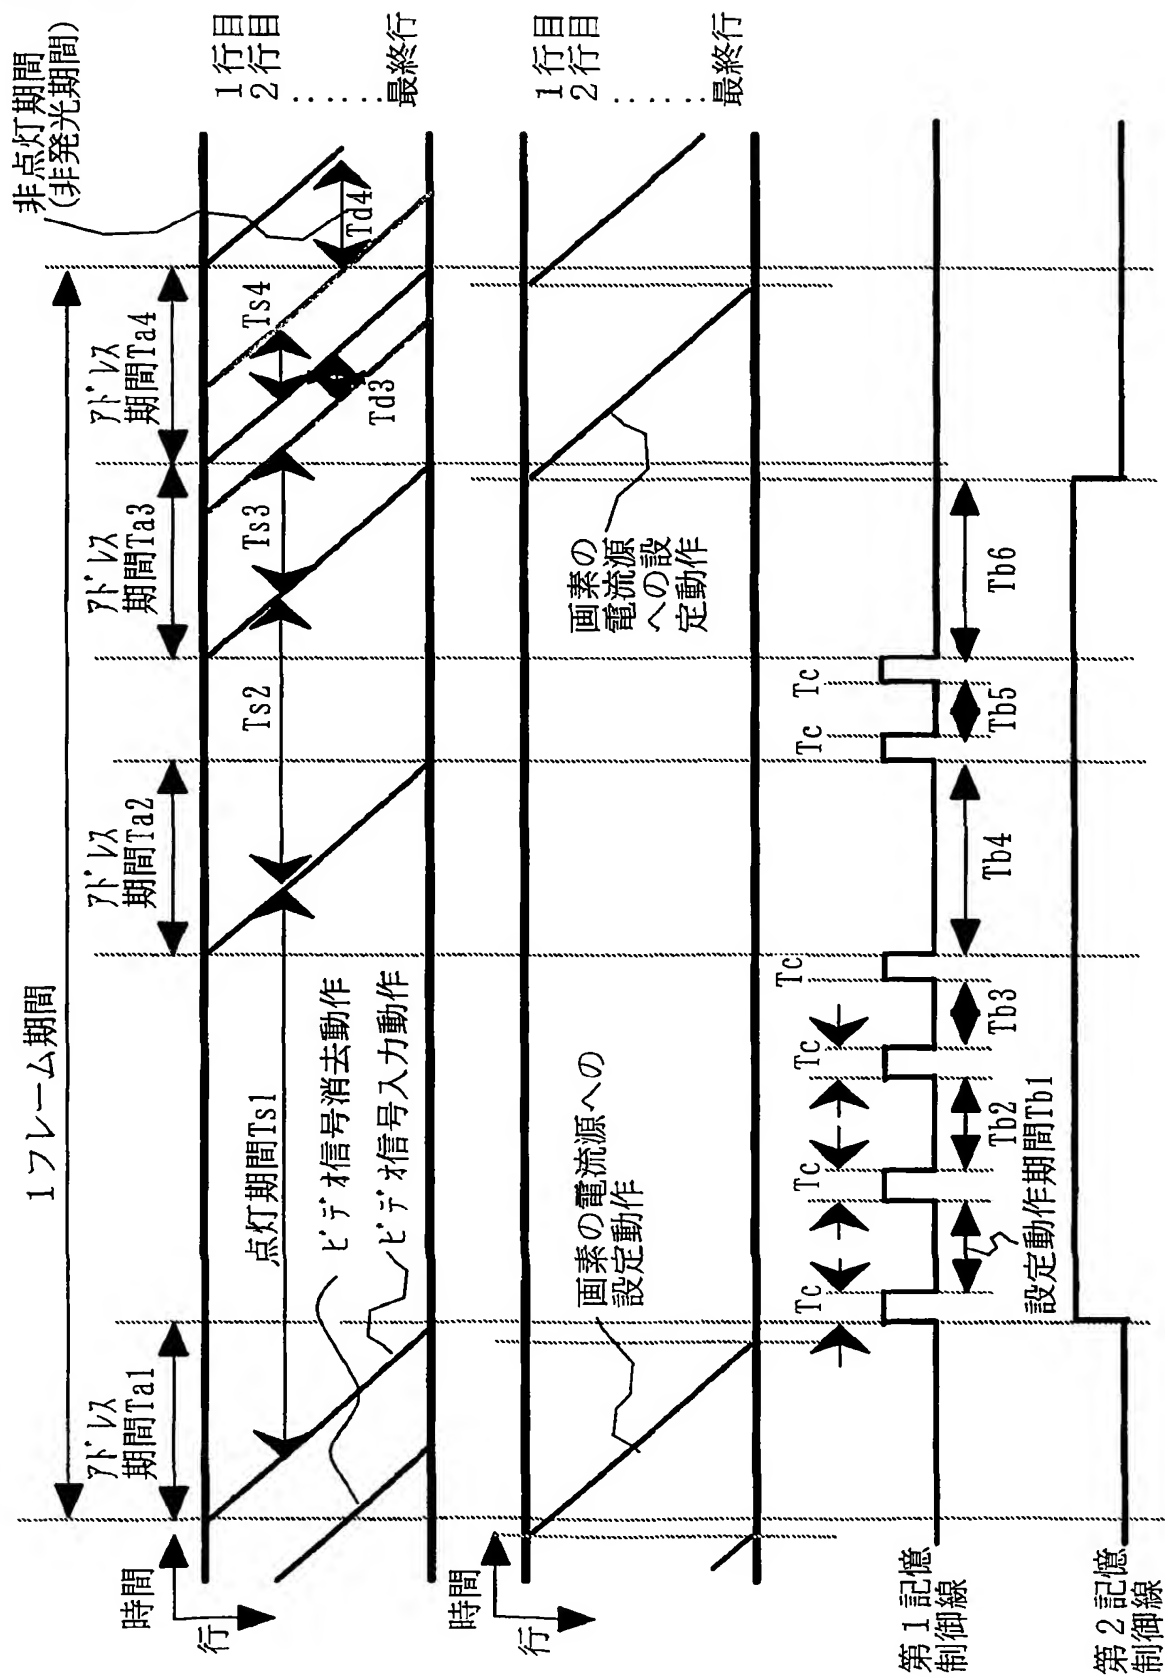 1フレーム期間
アドレス
期間Ta1
アドレス
期間Ta2
アドレス
期間Ta3
アドレス
期間Ta4
非点灯期間
(非発光期間)
時間
行
1行目
2行目
......
最終行
点灯期間Ts1
Ts2
Ts3
Ts4
Td3
Td4
ビデオ信号消去動作
ビデオ信号入力動作
時間
行
1行目
2行目
......
最終行
画素の電流源への
設定動作
画素の
電流源
への設
定動作
第1記憶
制御線
Tc
Tc
Tc
Tc
Tc
Tc
設定動作期間Tb1
Tb2
Tb3
Tb4
Tb5
Tb6
第2記憶
制御線